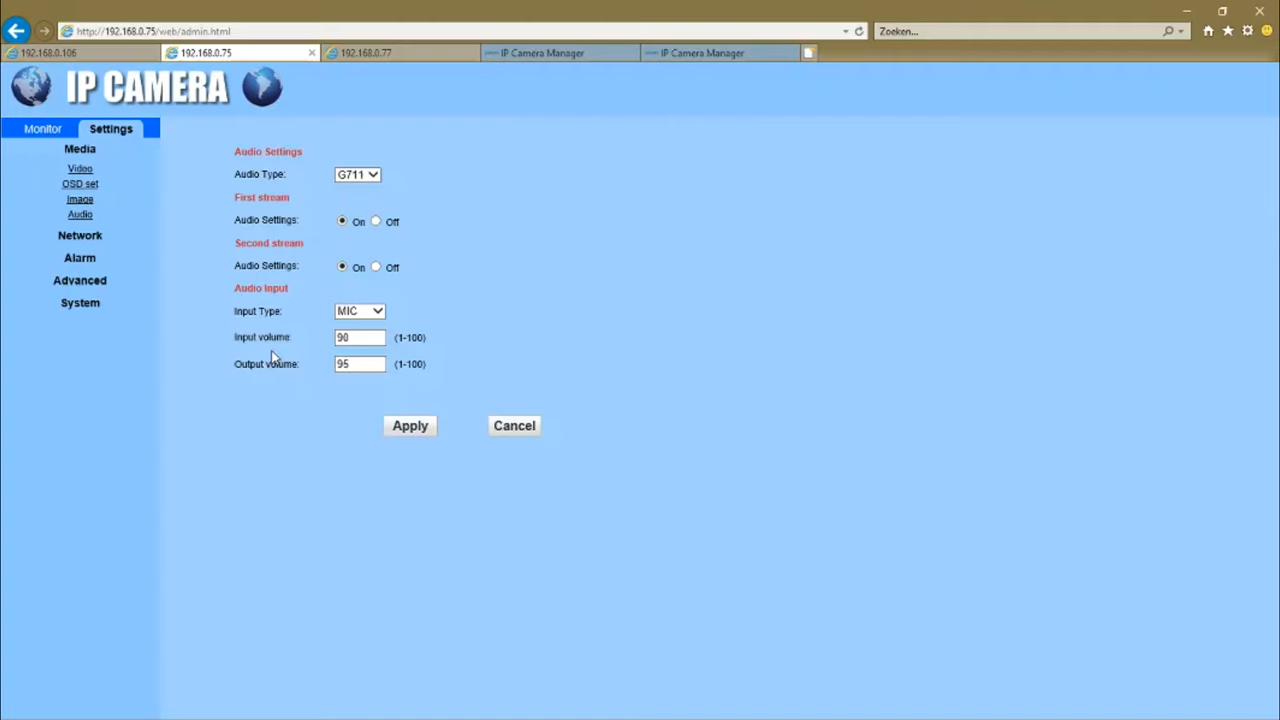 http://192.168.0.75/web/admin.html
Zoeken...
192.168.0.106
192.168.0.75
192.168.0.77
IP Camera Manager
IP Camera Manager
IP CAMERA
Monitor
Settings
Media
Video
OSD set
Image
Audio
Network
Alarm
Advanced
System
Audio Settings
Audio Type: G711
First stream
Audio Settings: On Off
Second stream
Audio Settings: On Off
Audio Input
Input Type: MIC
Input volume: 90 (1-100)
Output volume: 95 (1-100)
Apply Cancel